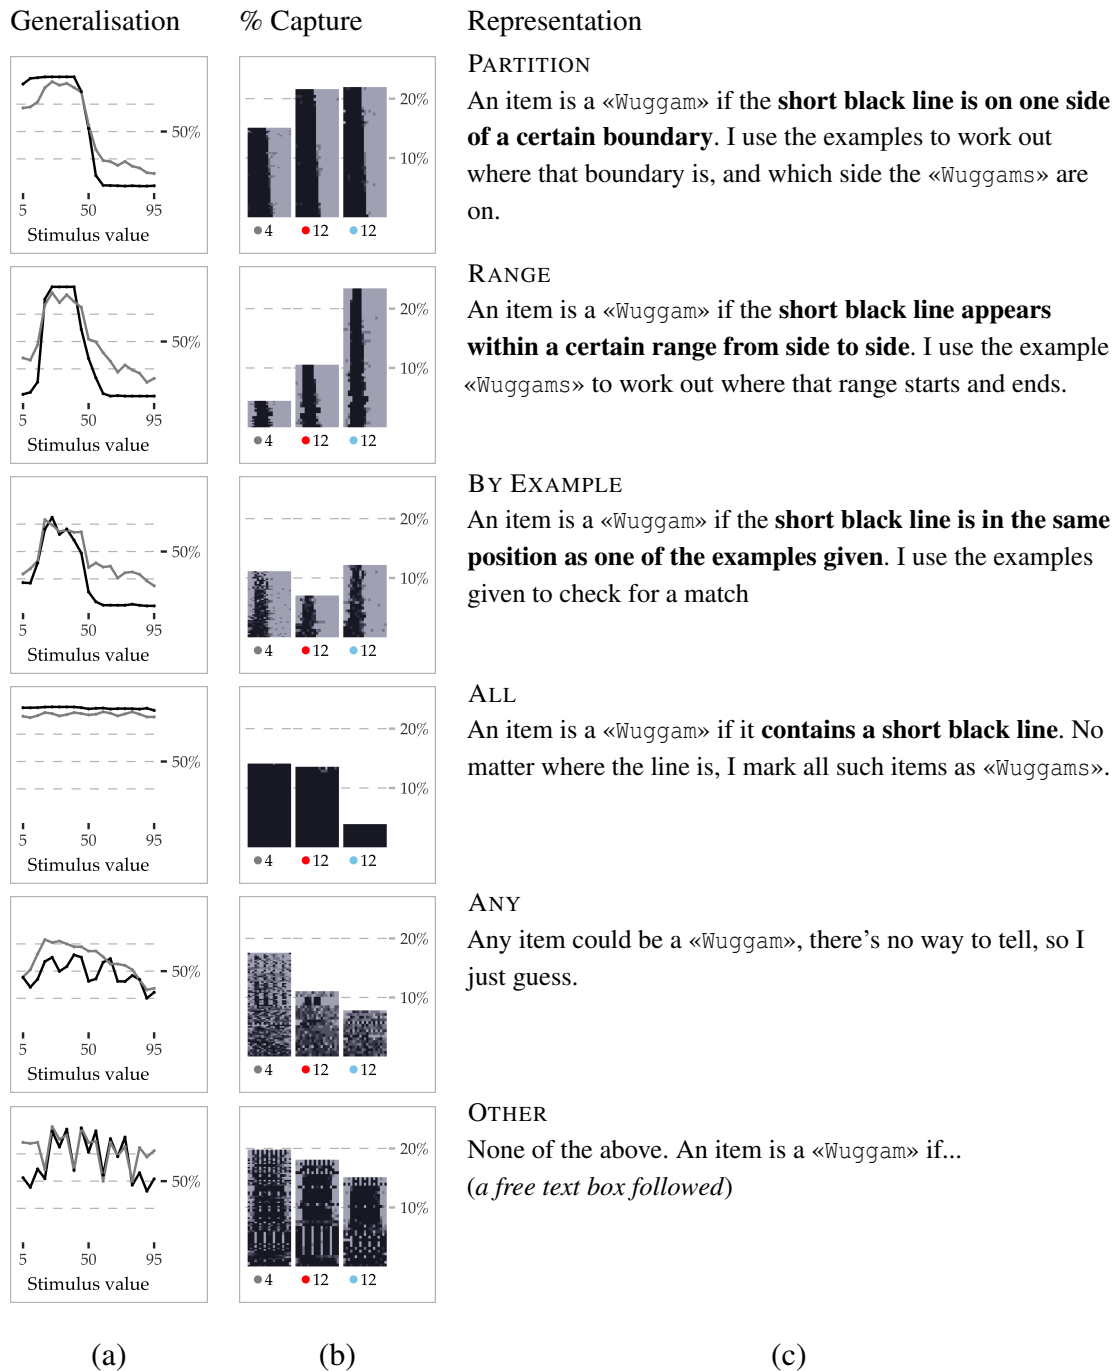 Generalisation
% Capture
Representation
50%
5
50
95
Stimulus value
20%
10%
4
12
12
PARTITION
An item is a «Wuggam» if the short black line is on one side
of a certain boundary. I use the examples to work out
where that boundary is, and which side the «Wuggams» are
on.
50%
5
50
95
Stimulus value
20%
10%
4
12
12
RANGE
An item is a «Wuggam» if the short black line appears
within a certain range from side to side. I use the example
«Wuggams» to work out where that range starts and ends.
50%
5
50
95
Stimulus value
20%
10%
4
12
12
BY EXAMPLE
An item is a «Wuggam» if the short black line is in the same
position as one of the examples given. I use the examples
given to check for a match
50%
5
50
95
Stimulus value
20%
10%
4
12
12
ALL
An item is a «Wuggam» if it contains a short black line. No
matter where the line is, I mark all such items as «Wuggams».
50%
5
50
95
Stimulus value
20%
10%
4
12
12
ANY
Any item could be a «Wuggam», there's no way to tell, so I
just guess.
50%
5
50
95
Stimulus value
20%
10%
4
12
12
OTHER
None of the above. An item is a «Wuggam» if...
(a free text box followed)
(a)
(b)
(c)